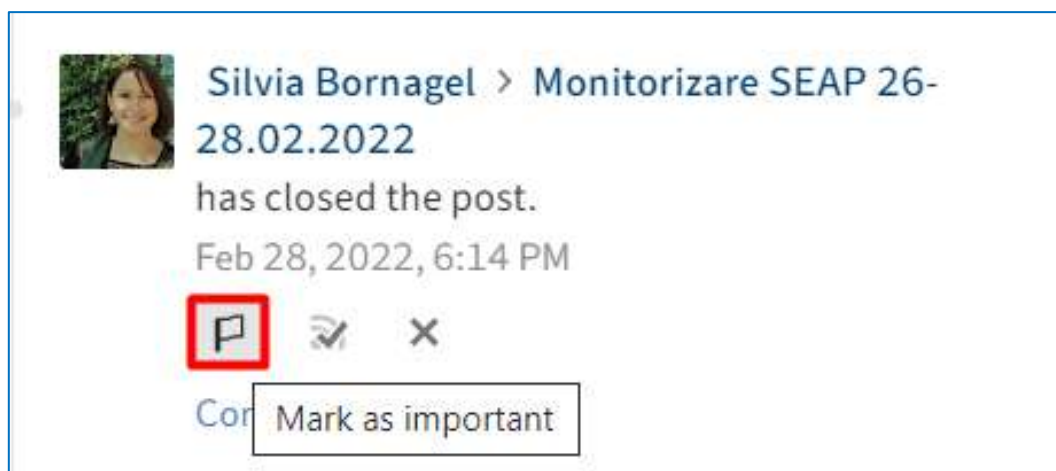 Silvia Bornagel > Monitorizare SEAP 26-
28.02.2022
has closed the post.
Feb 28, 2022, 6:14 PM
Mark as important